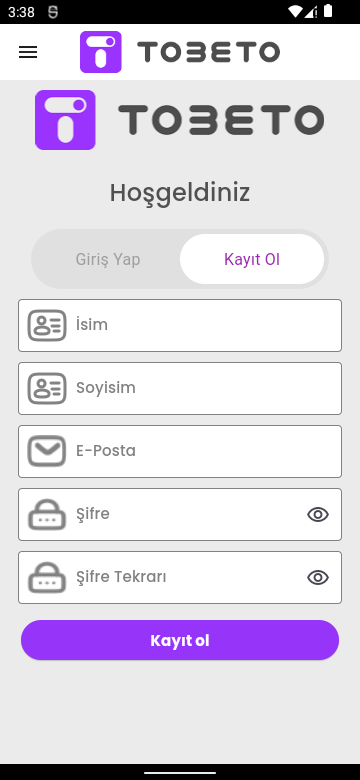 3:38
TOBETO
TOBETO
Hoşgeldiniz
Giriş Yap
Kayıt Ol
İsim
Soyisim
E-Posta
Şifre
Şifre Tekrarı
Kayıt ol